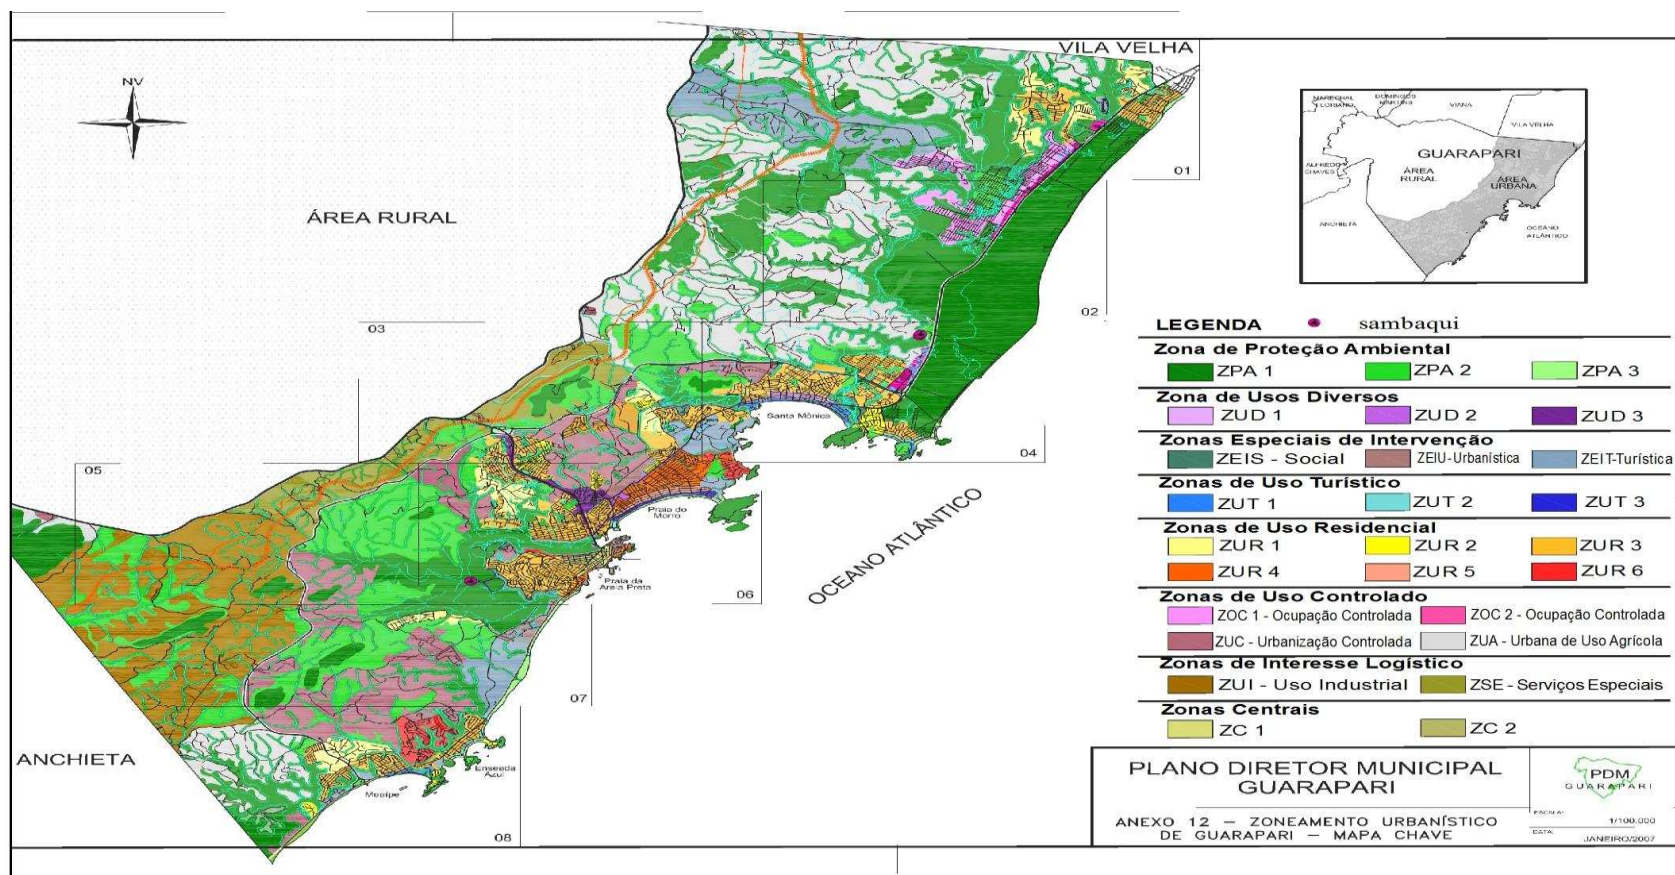 VILA VELHA
NV
01
ÁREA RURAL
02
03
Santa Mônica
04
05
Praia do
Morro
OCEANO ATLÂNTICO
Praia da
Areia Preta
06
07
ANCHIETA
Enseada
Azul
Meaípe
08
MARECHAL
FLORIANO
DOMINGOS
MARTINS
VIANA
VILA VELHA
GUARAPARI
ALFREDO
CHAVES
ÁREA
RURAL
ÁREA
URBANA
ANCHIETA
OCEANO
ATLÂNTICO
LEGENDA sambaqui
Zona de Proteção Ambiental
ZPA 1 ZPA 2 ZPA 3
Zona de Usos Diversos
ZUD 1 ZUD 2 ZUD 3
Zonas Especiais de Intervenção
ZEIS - Social ZEIU-Urbanística ZEIT-Turística
Zonas de Uso Turístico
ZUT 1 ZUT 2 ZUT 3
Zonas de Uso Residencial
ZUR 1 ZUR 2 ZUR 3
ZUR 4 ZUR 5 ZUR 6
Zonas de Uso Controlado
ZOC 1 - Ocupação Controlada ZOC 2 - Ocupação Controlada
ZUC - Urbanização Controlada ZUA - Urbana de Uso Agrícola
Zonas de Interesse Logístico
ZUI - Uso Industrial ZSE - Serviços Especiais
Zonas Centrais
ZC 1 ZC 2
PLANO DIRETOR MUNICIPAL
GUARAPARI
ANEXO 12 — ZONEAMENTO URBANÍSTICO
DE GUARAPARI — MAPA CHAVE
PDM
GUARAPARI
ESCALA:
1/100.000
DATA:
JANEIRO/2007